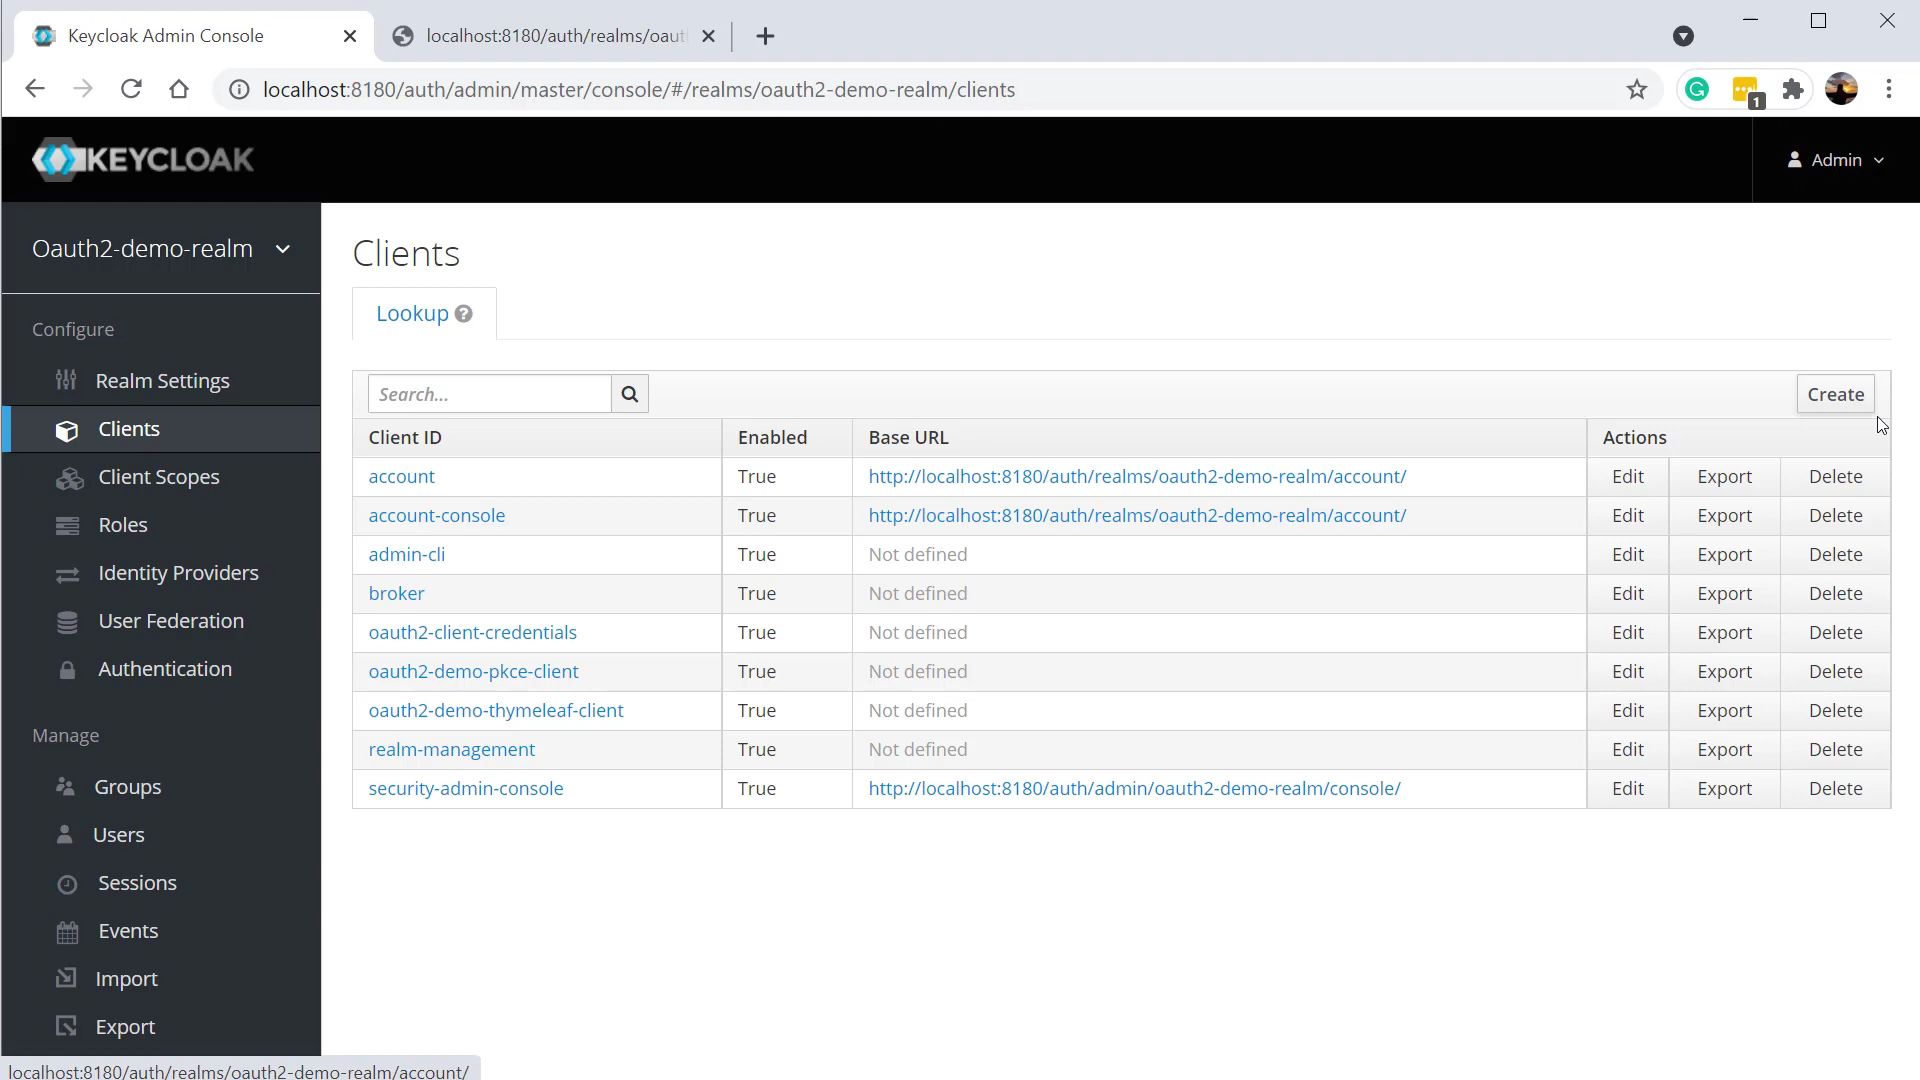 Keycloak Admin Console
localhost:8180/auth/realms/oaut
localhost:8180/auth/admin/master/console/#/realms/oauth2-demo-realm/clients
1
KEYCLOAK
Admin
Oauth2-demo-realm
Configure
Realm Settings
Clients
Client Scopes
Roles
Identity Providers
User Federation
Authentication
Manage
Groups
Users
Sessions
Events
Import
Export
Clients
Lookup ?
Search...
Create
Client ID Enabled Base URL Actions
account True http://localhost:8180/auth/realms/oauth2-demo-realm/account/ Edit Export Delete
account-console True http://localhost:8180/auth/realms/oauth2-demo-realm/account/ Edit Export Delete
admin-cli True Not defined Edit Export Delete
broker True Not defined Edit Export Delete
oauth2-client-credentials True Not defined Edit Export Delete
oauth2-demo-pkce-client True Not defined Edit Export Delete
oauth2-demo-thymeleaf-client True Not defined Edit Export Delete
realm-management True Not defined Edit Export Delete
security-admin-console True http://localhost:8180/auth/admin/oauth2-demo-realm/console/ Edit Export Delete
localhost:8180/auth/realms/oauth2-demo-realm/account/